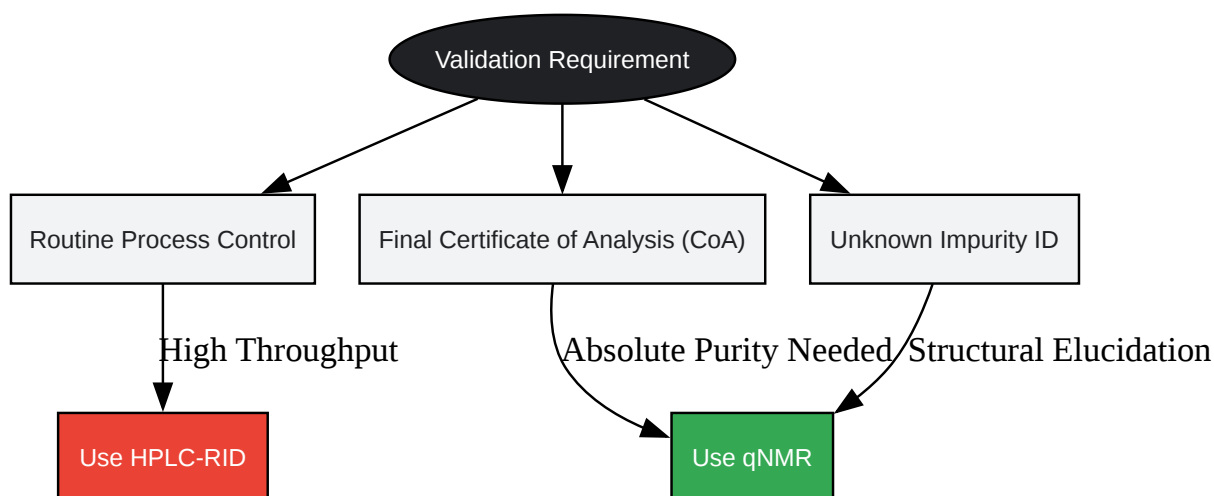 Validation Requirement
Routine Process Control
Final Certificate of Analysis (CoA)
Unknown Impurity ID
High Throughput
Absolute Purity Needed
Structural Elucidation
Use HPLC-RID
Use qNMR